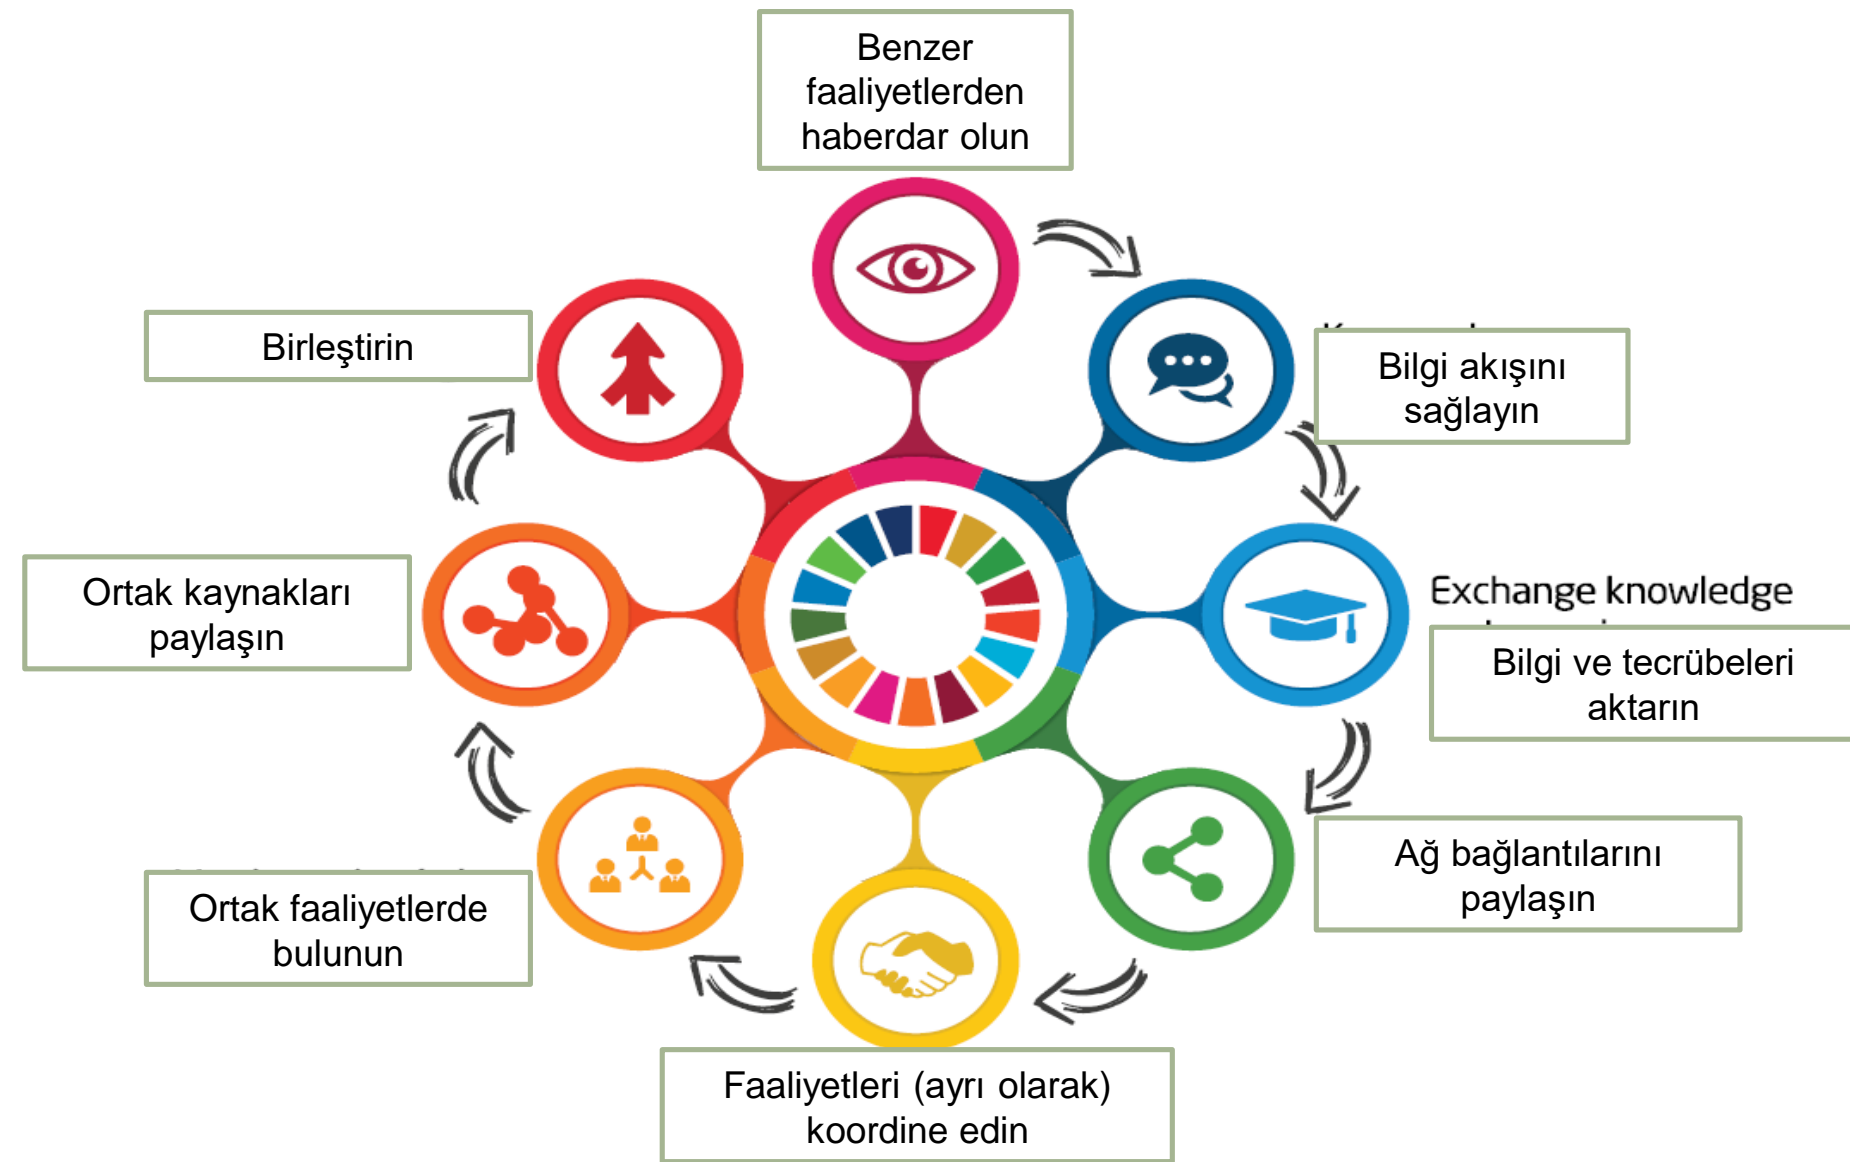 Benzer
faaliyetlerden
haberdar olun
Birleştirin
Bilgi akışını
sağlayın
Ortak kaynakları
paylaşın
Exchange knowledge
Bilgi ve tecrübeleri
aktarın
Ağ bağlantılarını
paylaşın
Ortak faaliyetlerde
bulunun
Faaliyetleri (ayrı olarak)
koordine edin